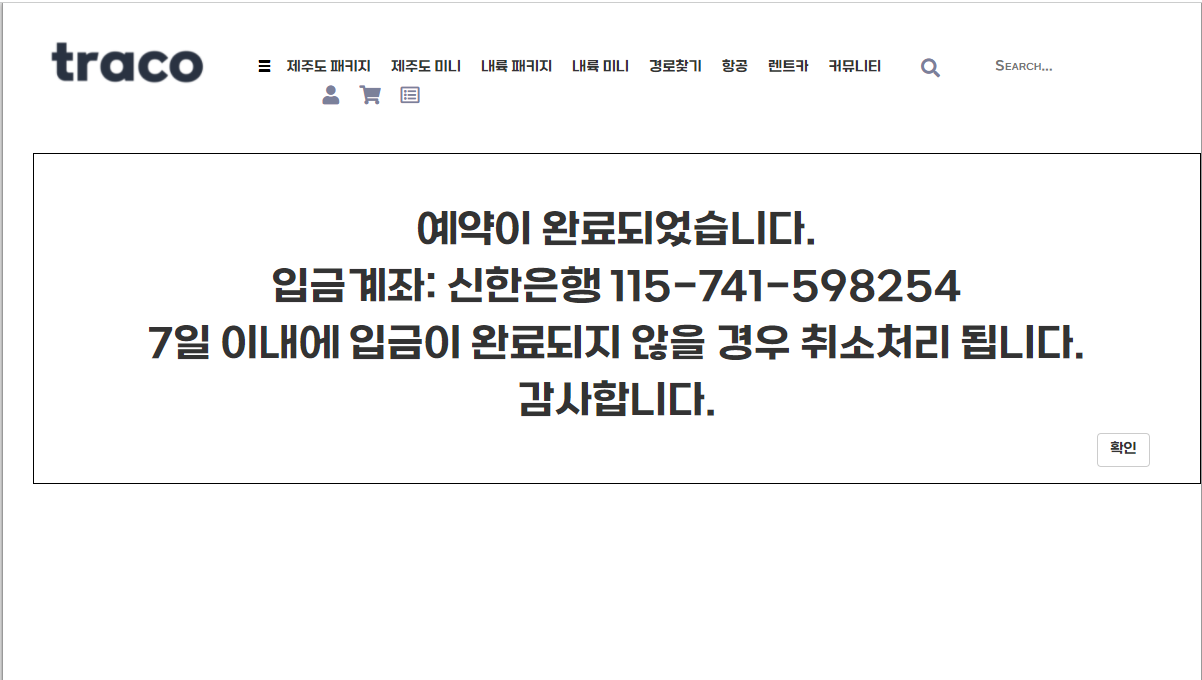 traco
제주도 패키지 제주도 미니 내륙 패키지 내륙 미니 경로찾기 항공 렌트카 커뮤니티 Search...
예약이 완료되었습니다.
입금계좌: 신한은행 115-741-598254
7일 이내에 입금이 완료되지 않을 경우 취소처리 됩니다.
감사합니다.
확인